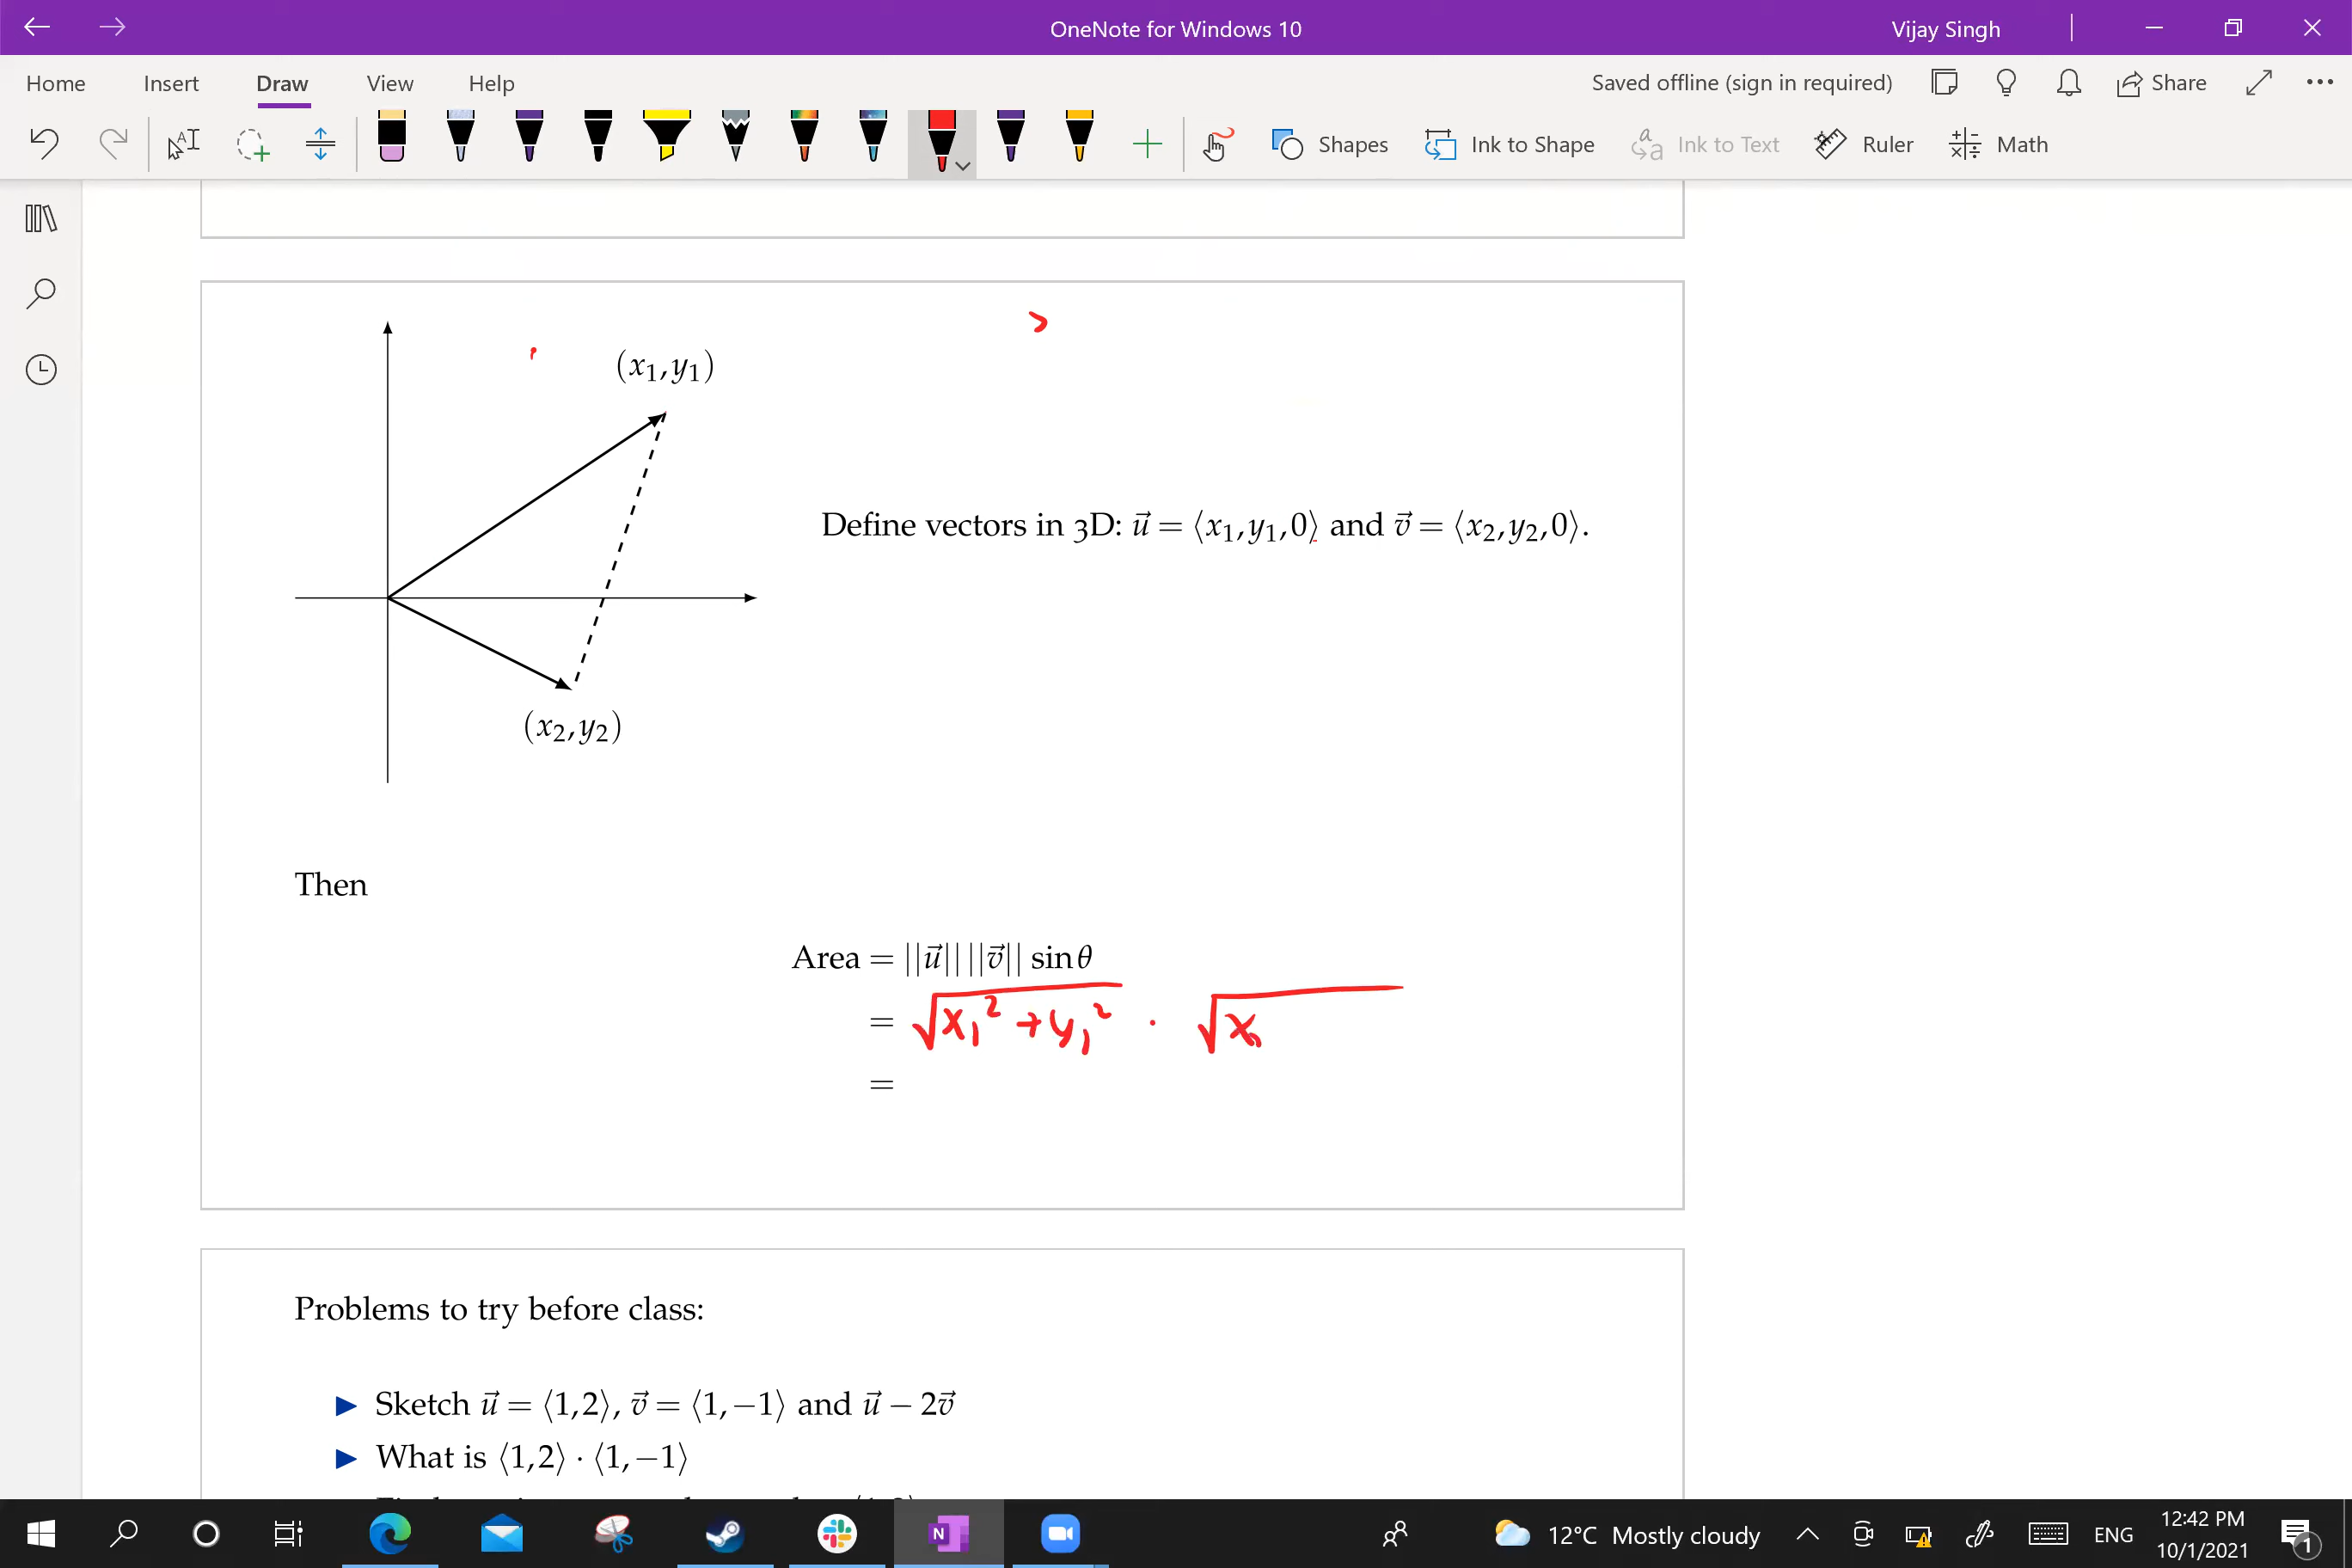 OneNote for Windows 10
Vijay Singh
Home Insert Draw View Help
Saved offline (sign in required) Share
Shapes Ink to Shape Ink to Text Ruler Math
(x₁, y₁)
Define vectors in 3D: u⃗ = ⟨x₁, y₁, 0⟩ and v⃗ = ⟨x₂, y₂, 0⟩.
(x₂, y₂)
Then
Area = ||u⃗|| ||v⃗|| sin θ
= √(x₁² + y₁²) · √x
=
Problems to try before class:
▶ Sketch u⃗ = ⟨1, 2⟩, v⃗ = ⟨1, −1⟩ and u⃗ − 2v⃗
▶ What is ⟨1, 2⟩ · ⟨1, −1⟩
12°C Mostly cloudy
ENG
12:42 PM
10/1/2021
1